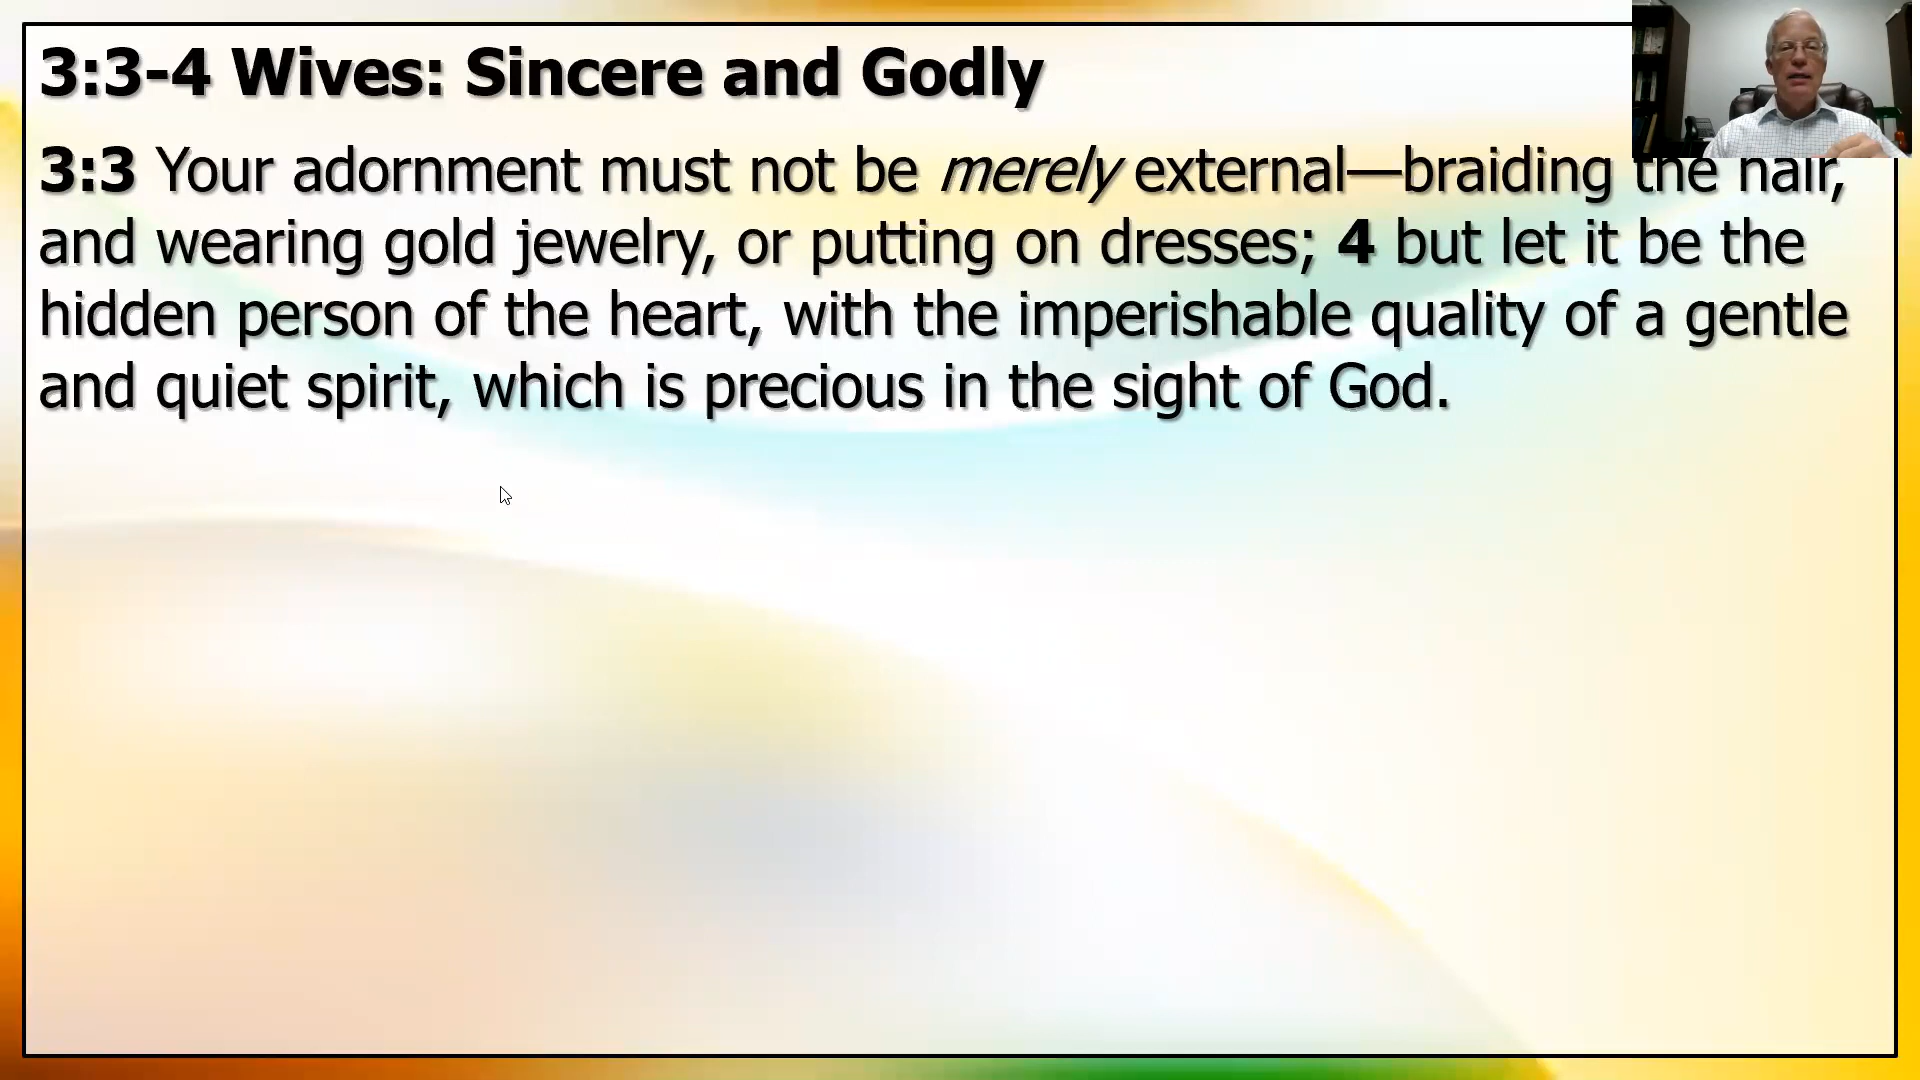 3:3-4 Wives: Sincere and Godly
3:3 Your adornment must not be merely external—braiding the hair,
and wearing gold jewelry, or putting on dresses; 4 but let it be the
hidden person of the heart, with the imperishable quality of a gentle
and quiet spirit, which is precious in the sight of God.